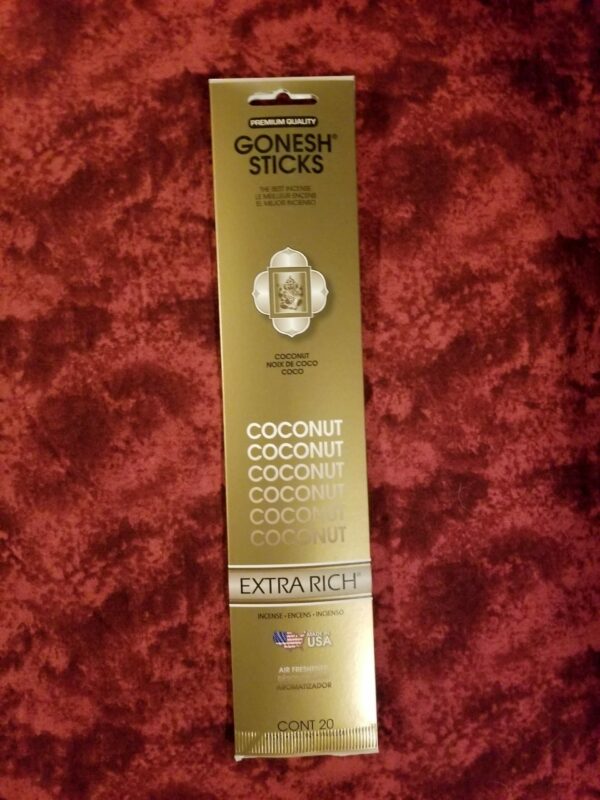 PREMIUM QUALITY
GONESH®
STICKS
THE BEST INCENSE
LE MEILLEUR ENCENS
EL MEJOR INCIENSO
COCONUT
NOIX DE COCO
COCO
COCONUT
COCONUT
COCONUT
COCONUT
COCONUT
COCONUT
EXTRA RICH®
INCENSE • ENCENS • INCIENSO
MADE IN
USA
AIR FRESHENER
AROMATIZADOR
CONT 20